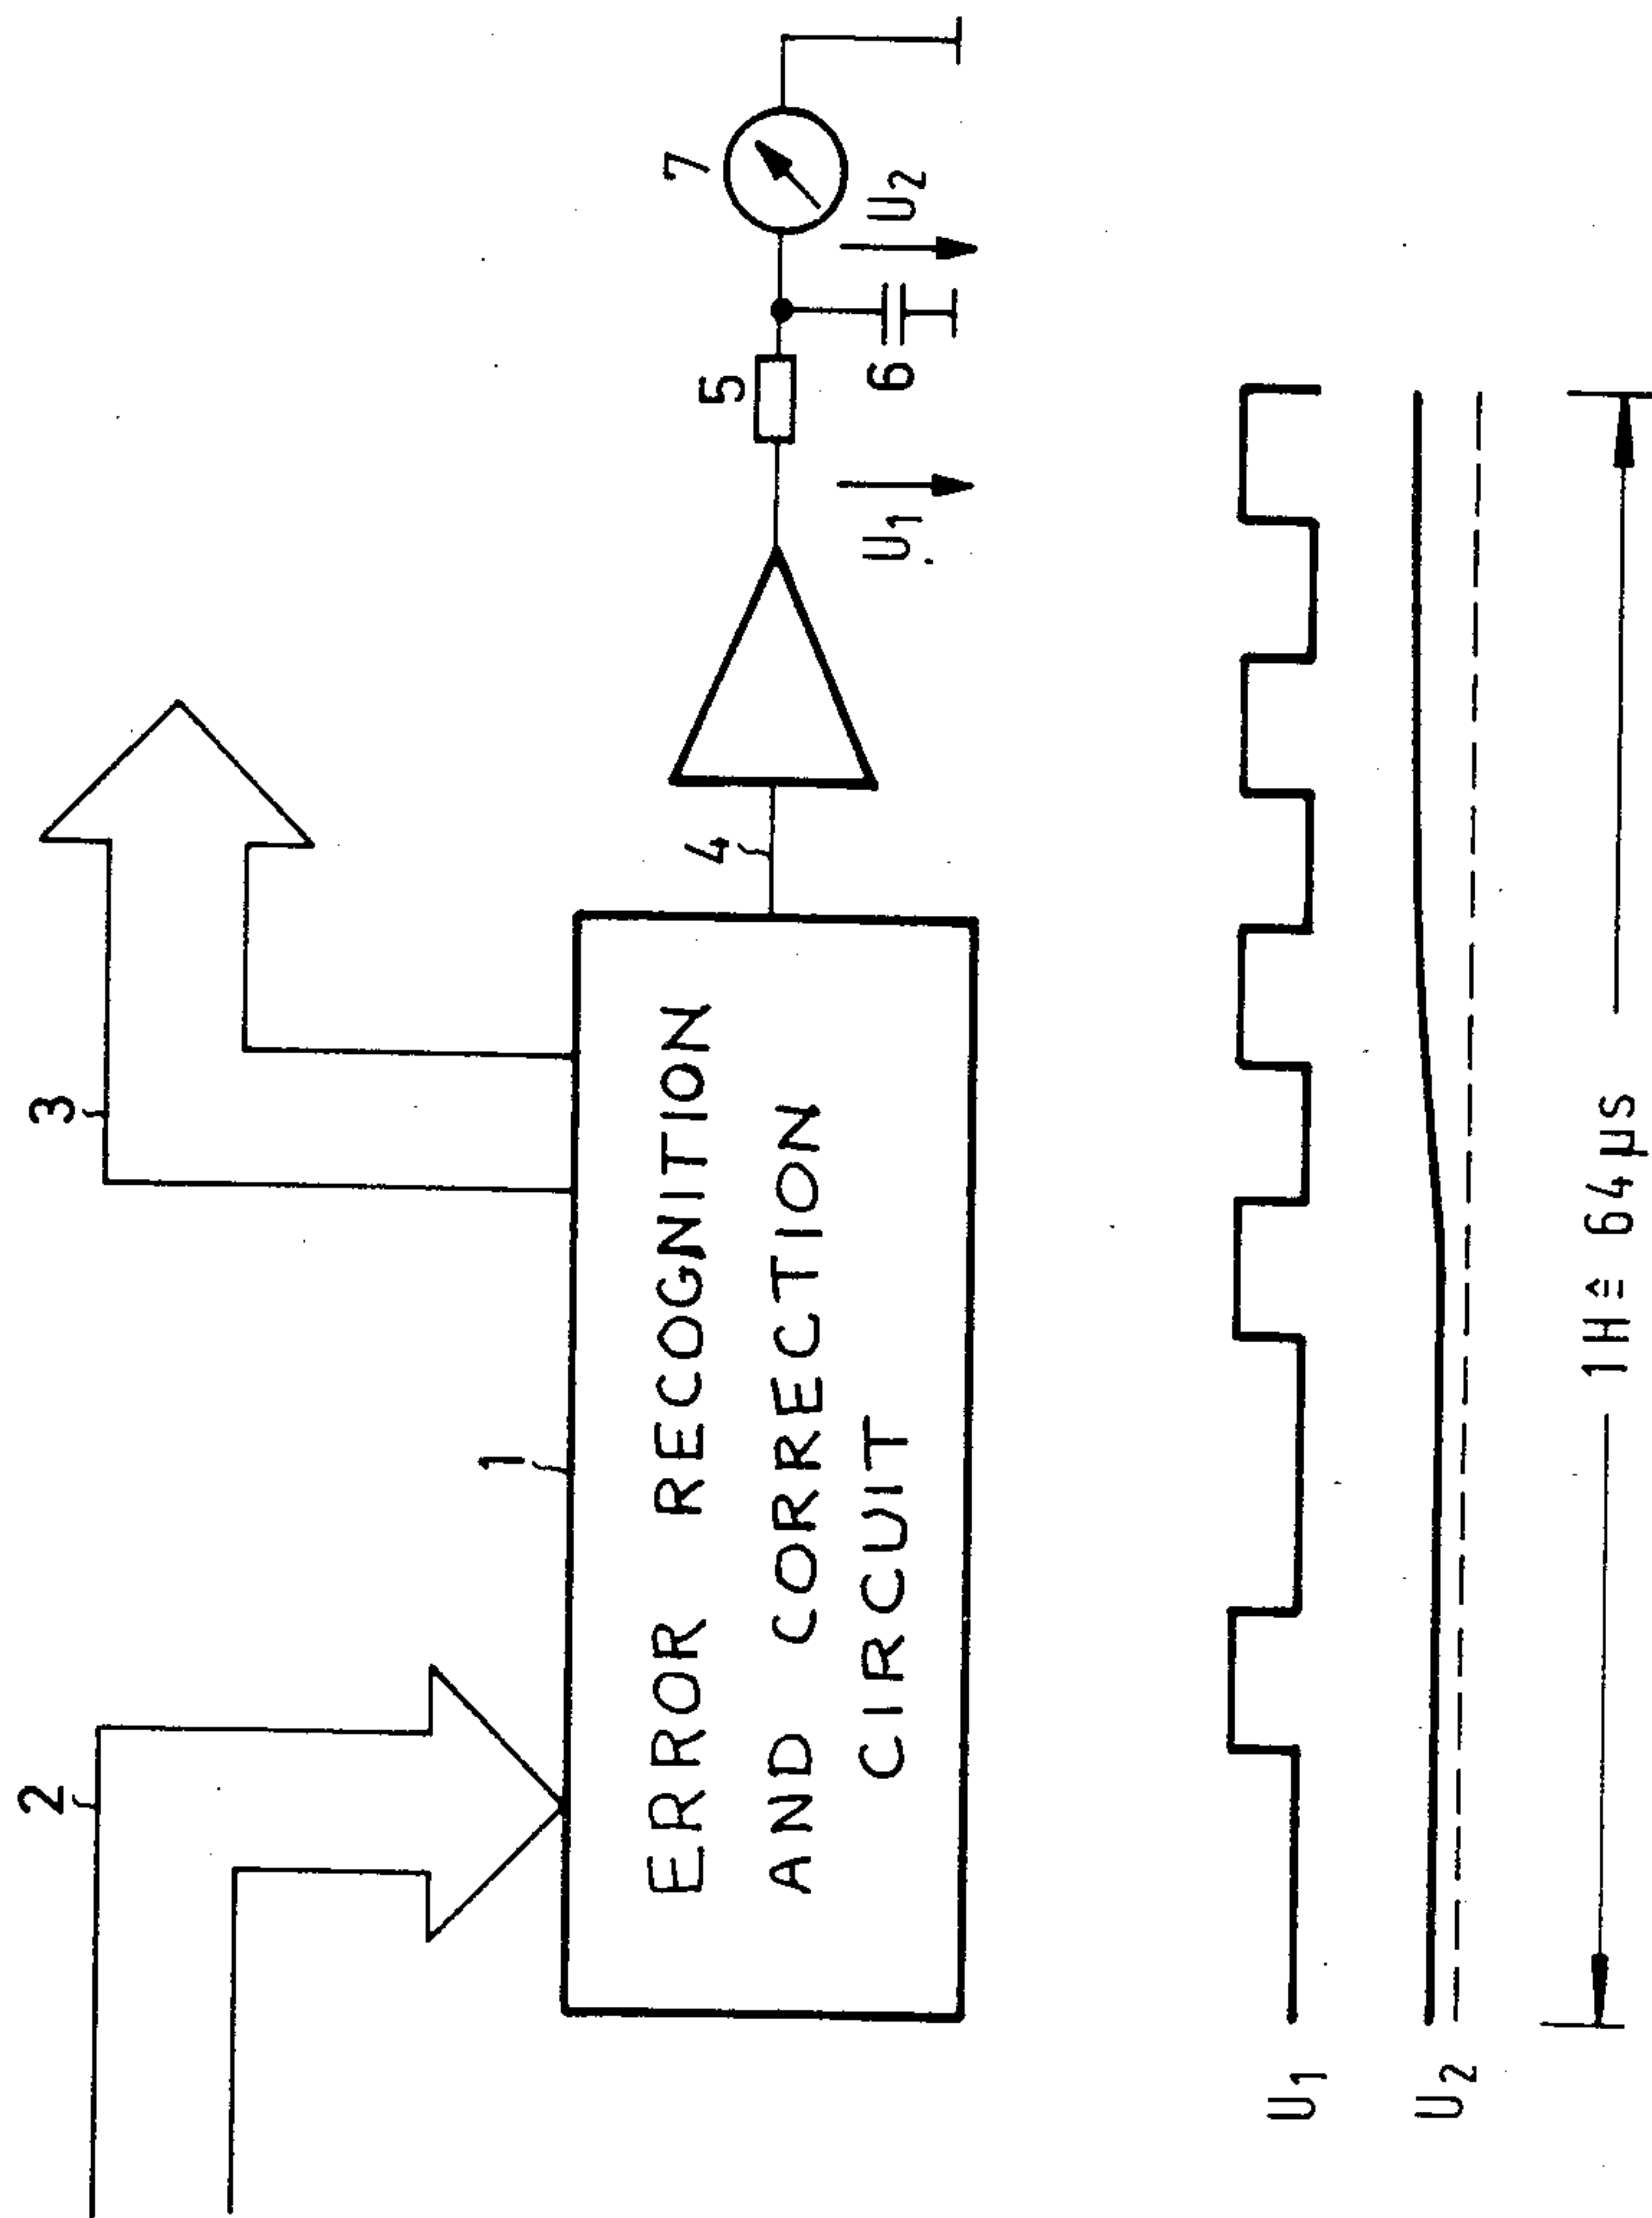 2
3
1
ERROR RECOGNITION
AND CORRECTION
CIRCUIT
4
5
7
6
U1
U2
U1
U2
1H ≙ 64 µs